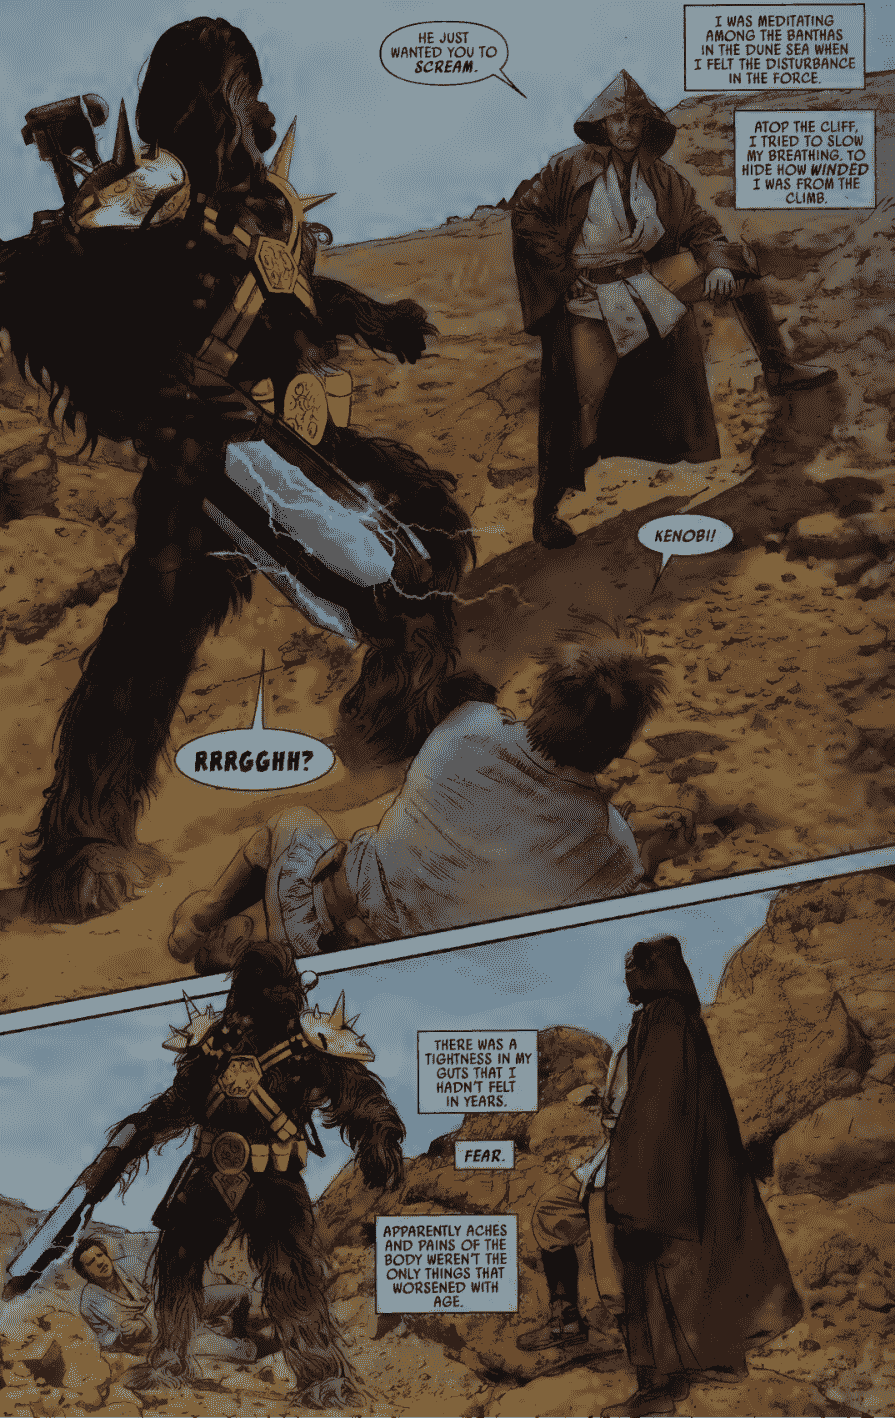 HE JUST
WANTED YOU TO
SCREAM.
I WAS MEDITATING
AMONG THE BANTHAS
IN THE DUNE SEA WHEN
I FELT THE DISTURBANCE
IN THE FORCE.
ATOP THE CLIFF,
I TRIED TO SLOW
MY BREATHING. TO
HIDE HOW WINDED
I WAS FROM THE
CLIMB.
KENOBI!!
RRRGGHH?
THERE WAS A
TIGHTNESS IN MY
GUTS THAT I
HADN'T FELT
IN YEARS.
FEAR.
APPARENTLY ACHES
AND PAINS OF THE
BODY WEREN'T THE
ONLY THINGS THAT
WORSENED WITH
AGE.